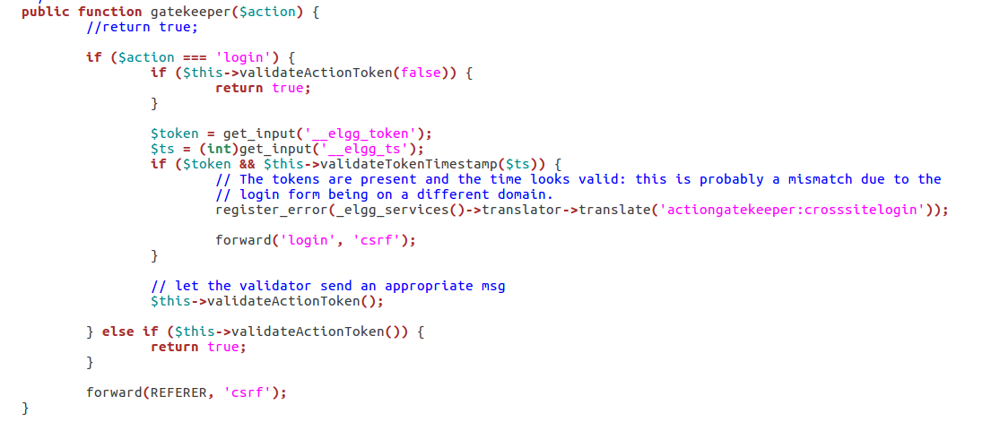 public function gatekeeper($action) {
        //return true;

        if ($action === 'login') {
                if ($this->validateActionToken(false)) {
                        return true;
                }

                $token = get_input('__elgg_token');
                $ts = (int)get_input('__elgg_ts');
                if ($token && $this->validateTokenTimestamp($ts)) {
                        // The tokens are present and the time looks valid: this is probably a mismatch due to the
                        // login form being on a different domain.
                        register_error(_elgg_services()->translator->translate('actiongatekeeper:crosssitelogin'));

                        forward('login', 'csrf');
                }

                // let the validator send an appropriate msg
                $this->validateActionToken();

        } else if ($this->validateActionToken()) {
                return true;
        }

        forward(REFERER, 'csrf');
}